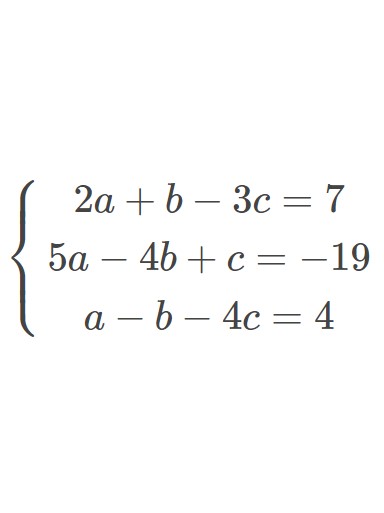 2a + b − 3c = 7
5a − 4b + c = −19
a − b − 4c = 4